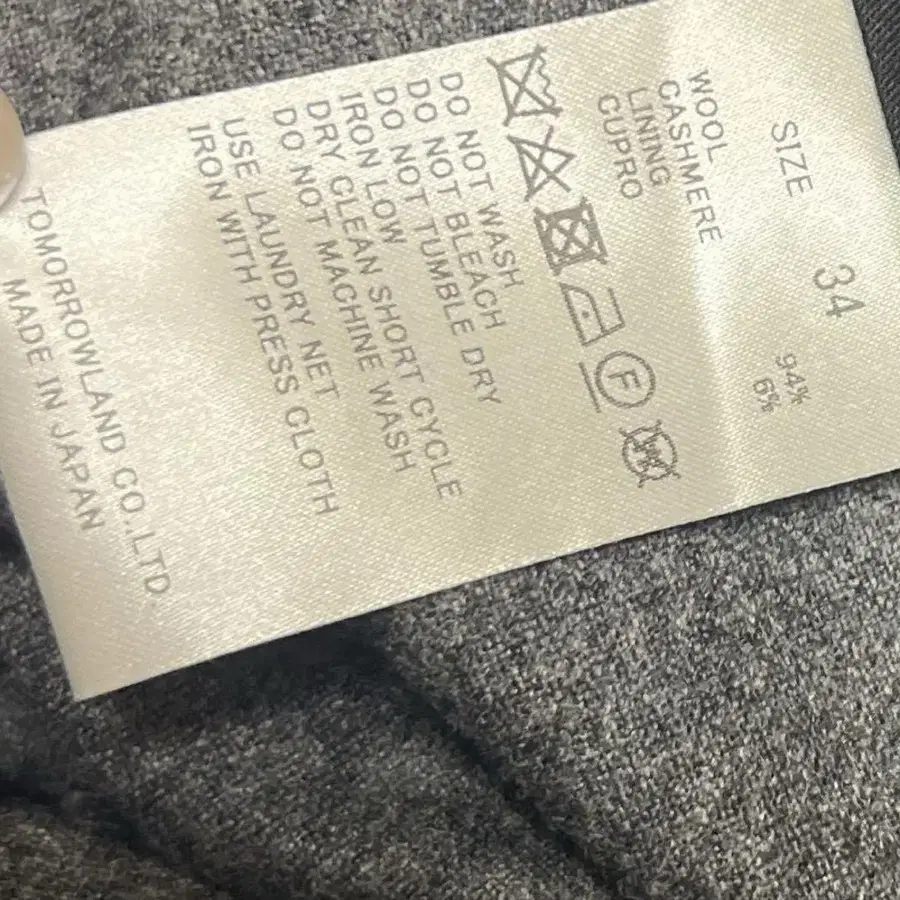 SIZE 34
WOOL 94%
CASHMERE 6%
LINING
CUPRO
F
DO NOT WASH
DO NOT BLEACH
DO NOT TUMBLE DRY
IRON LOW
DRY CLEAN SHORT CYCLE
DO NOT MACHINE WASH
USE LAUNDRY NET
IRON WITH PRESS CLOTH
TOMORROWLAND CO.,LTD.
MADE IN JAPAN